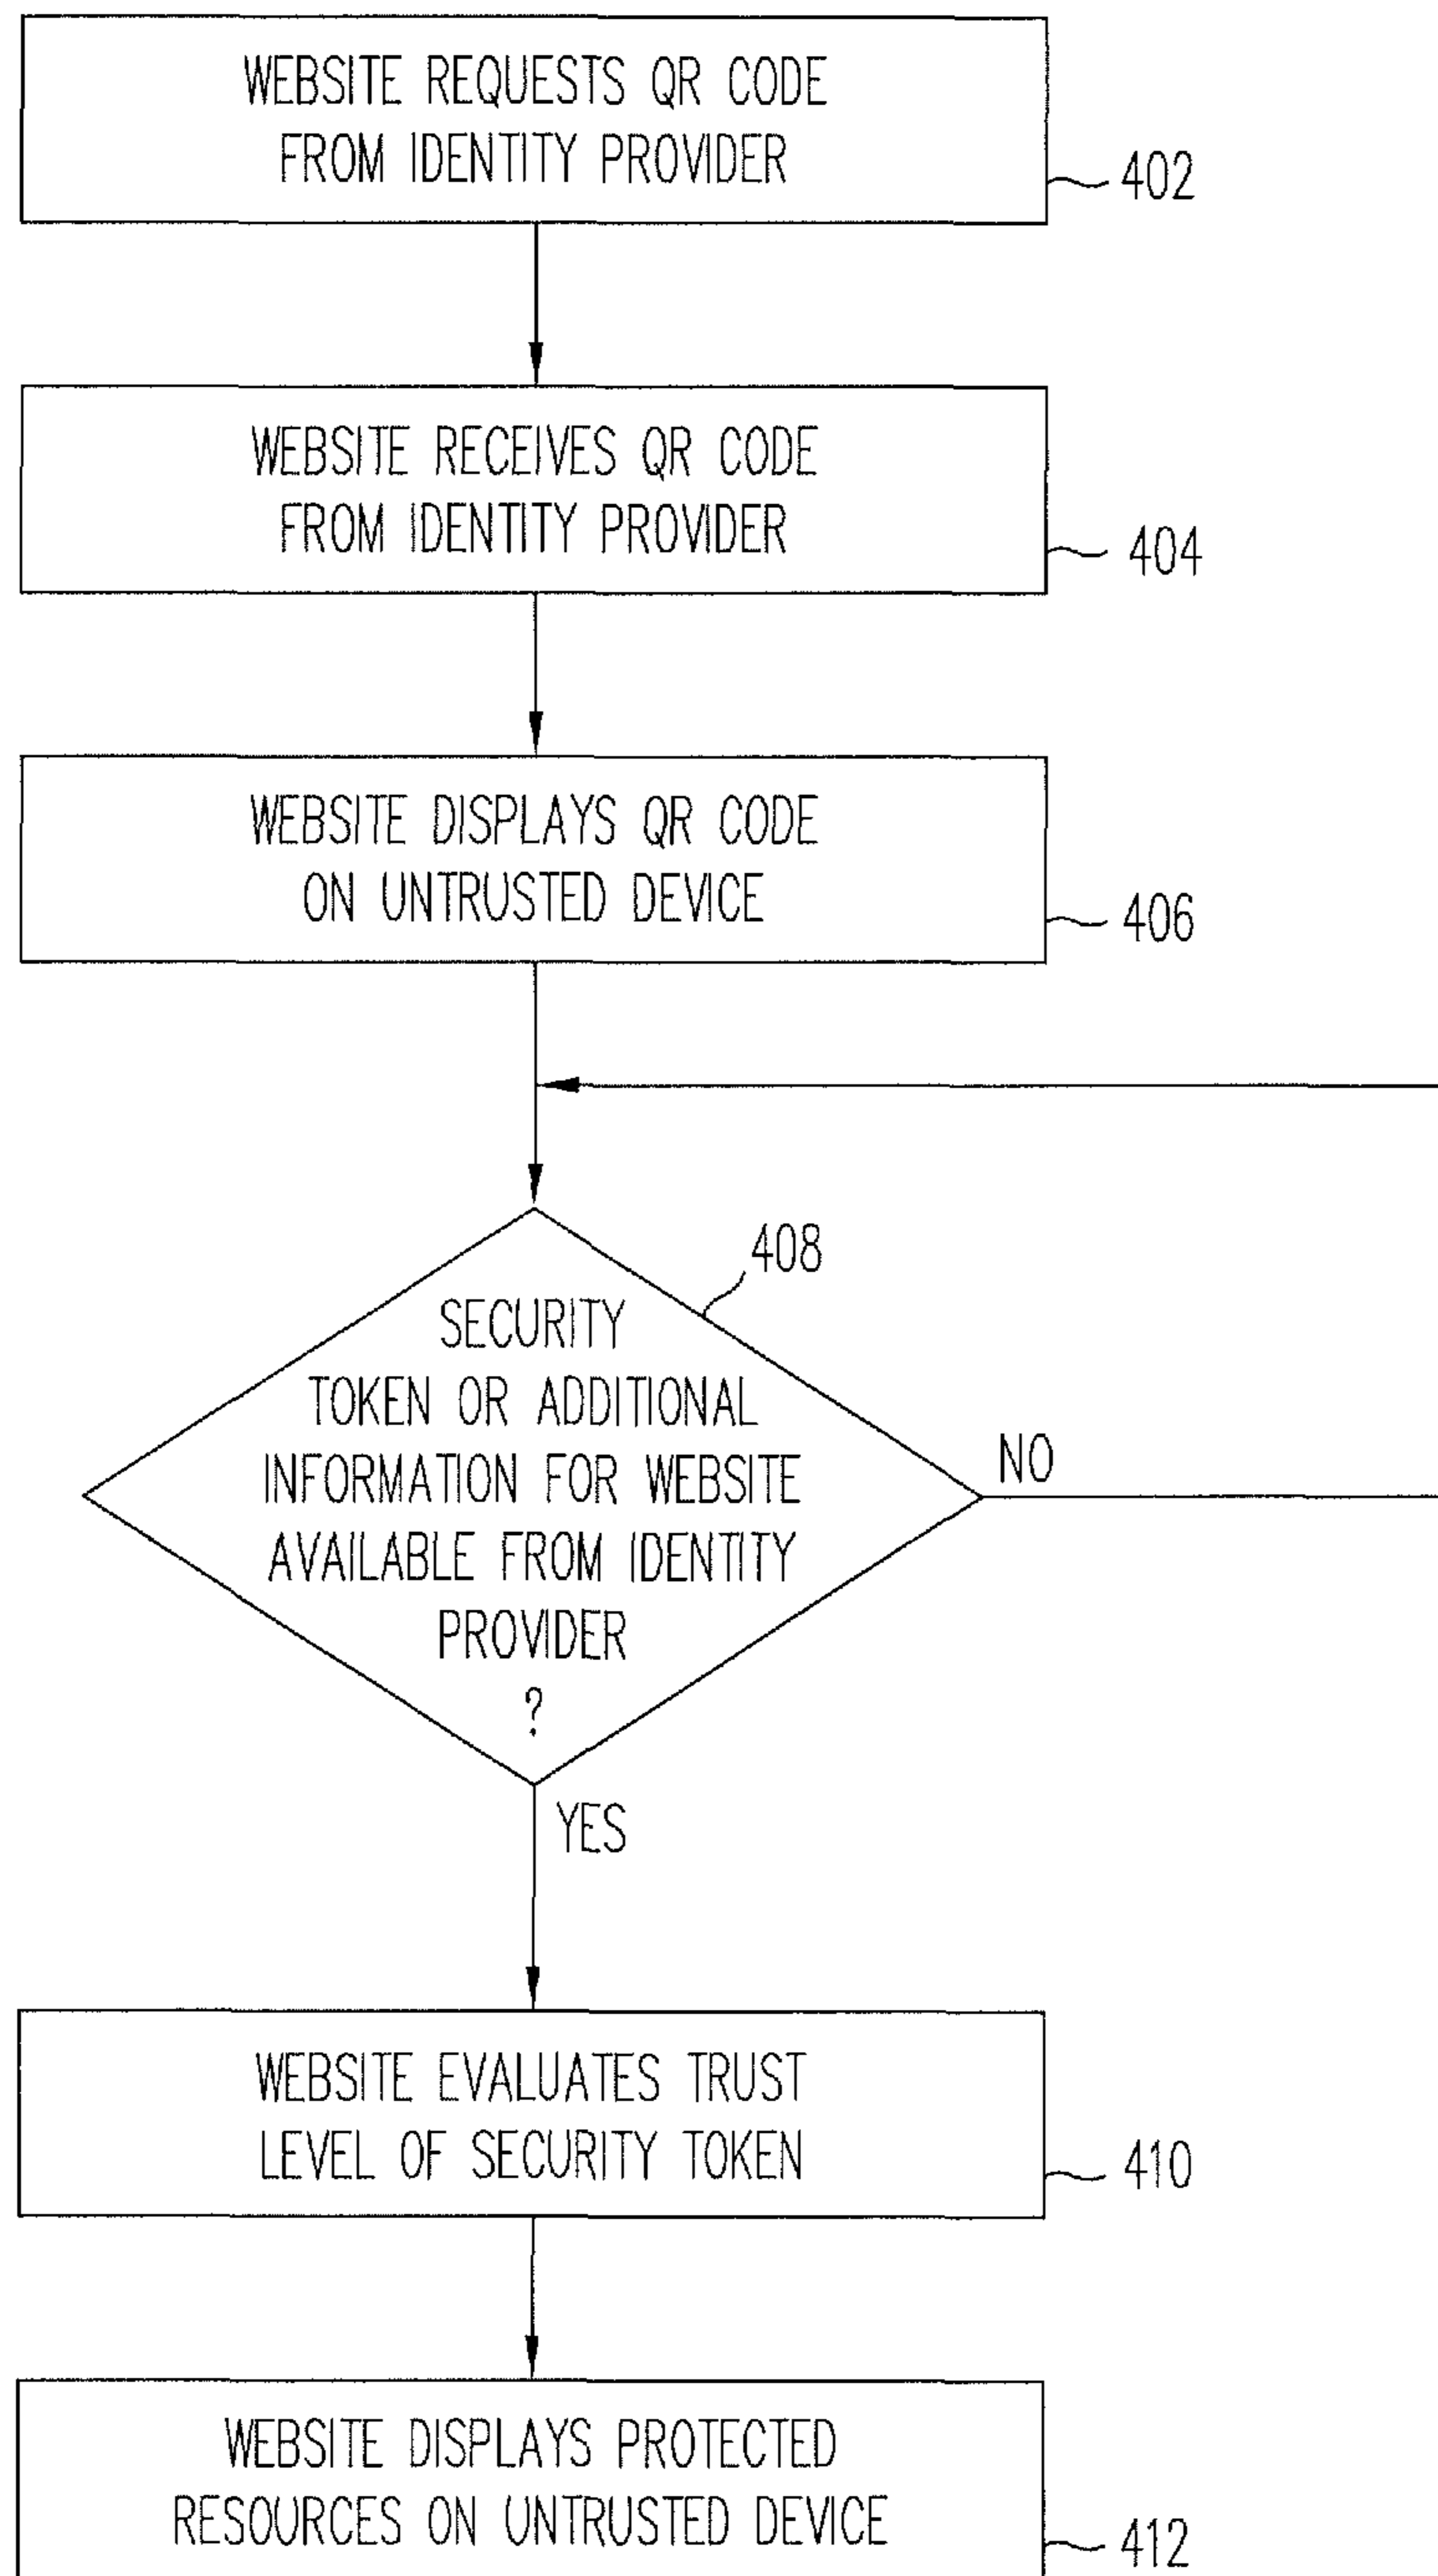 WEBSITE REQUESTS QR CODE
FROM IDENTITY PROVIDER
402
WEBSITE RECEIVES QR CODE
FROM IDENTITY PROVIDER
404
WEBSITE DISPLAYS QR CODE
ON UNTRUSTED DEVICE
406
408
SECURITY
TOKEN OR ADDITIONAL
INFORMATION FOR WEBSITE
AVAILABLE FROM IDENTITY
PROVIDER
?
NO
YES
WEBSITE EVALUATES TRUST
LEVEL OF SECURITY TOKEN
410
WEBSITE DISPLAYS PROTECTED
RESOURCES ON UNTRUSTED DEVICE
412